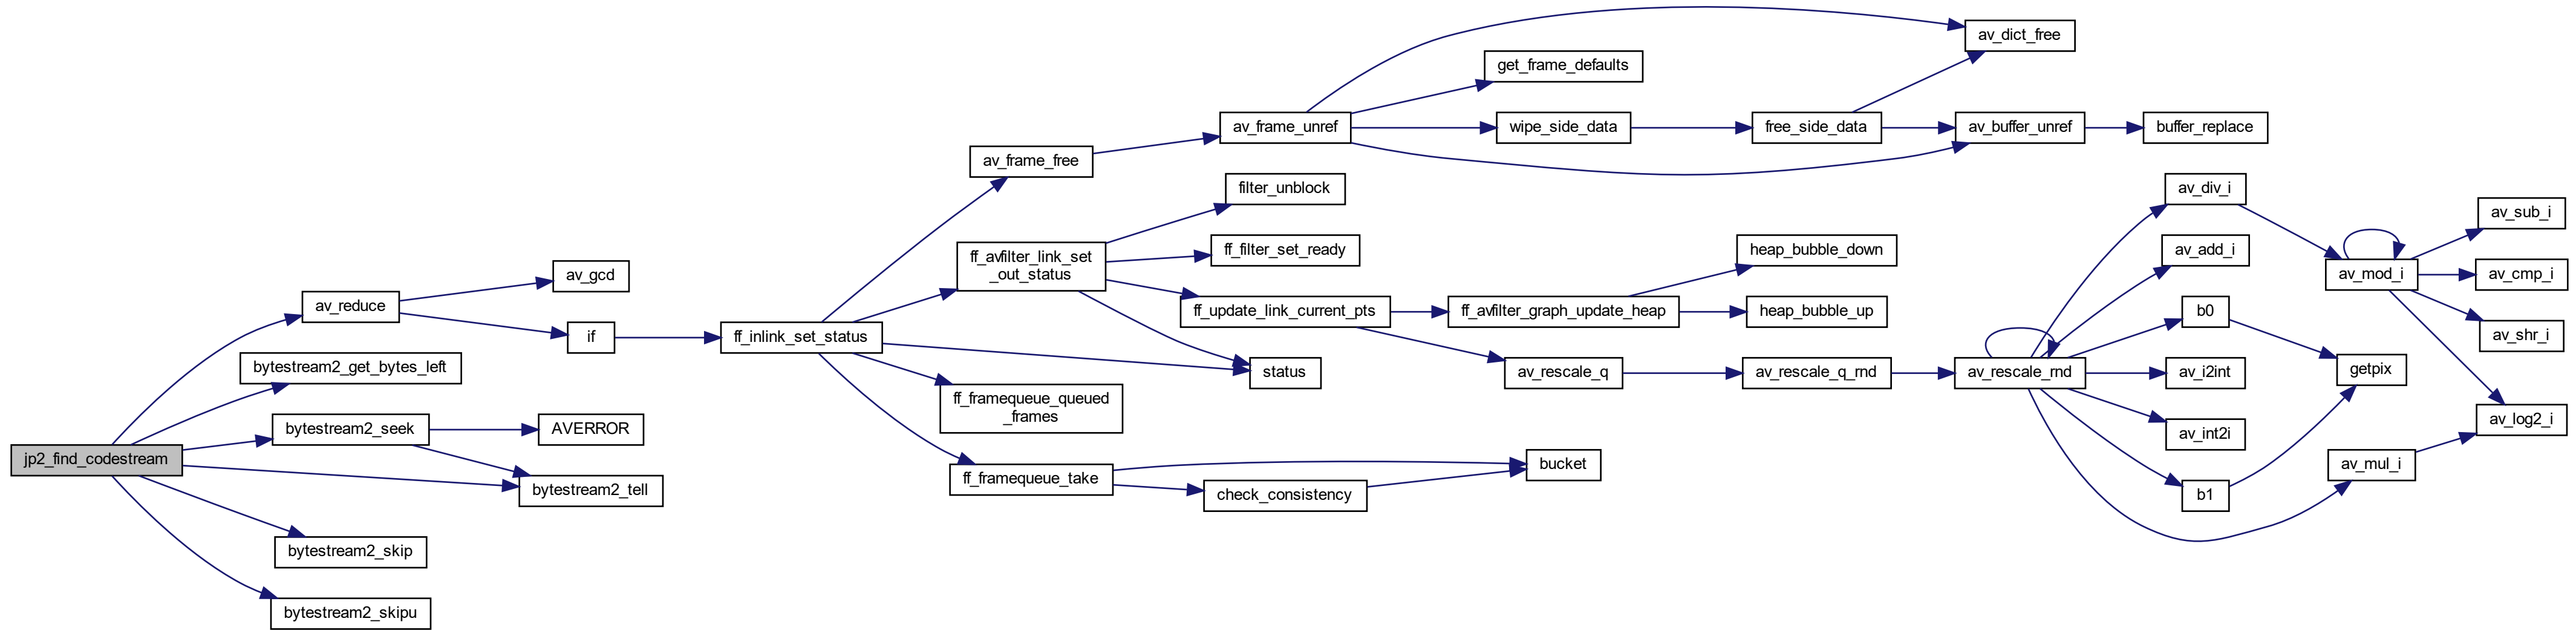 jp2_find_codestream
av_reduce
bytestream2_get_bytes_left
bytestream2_seek
bytestream2_skip
bytestream2_skipu
av_gcd
if
AVERROR
bytestream2_tell
ff_inlink_set_status
av_frame_free
ff_avfilter_link_set
_out_status
ff_framequeue_queued
_frames
ff_framequeue_take
av_frame_unref
filter_unblock
ff_filter_set_ready
ff_update_link_current_pts
status
check_consistency
get_frame_defaults
wipe_side_data
ff_avfilter_graph_update_heap
av_rescale_q
bucket
free_side_data
heap_bubble_down
heap_bubble_up
av_rescale_q_rnd
av_dict_free
av_buffer_unref
av_rescale_rnd
buffer_replace
av_div_i
av_add_i
b0
av_i2int
av_int2i
b1
av_mod_i
getpix
av_mul_i
av_sub_i
av_cmp_i
av_shr_i
av_log2_i